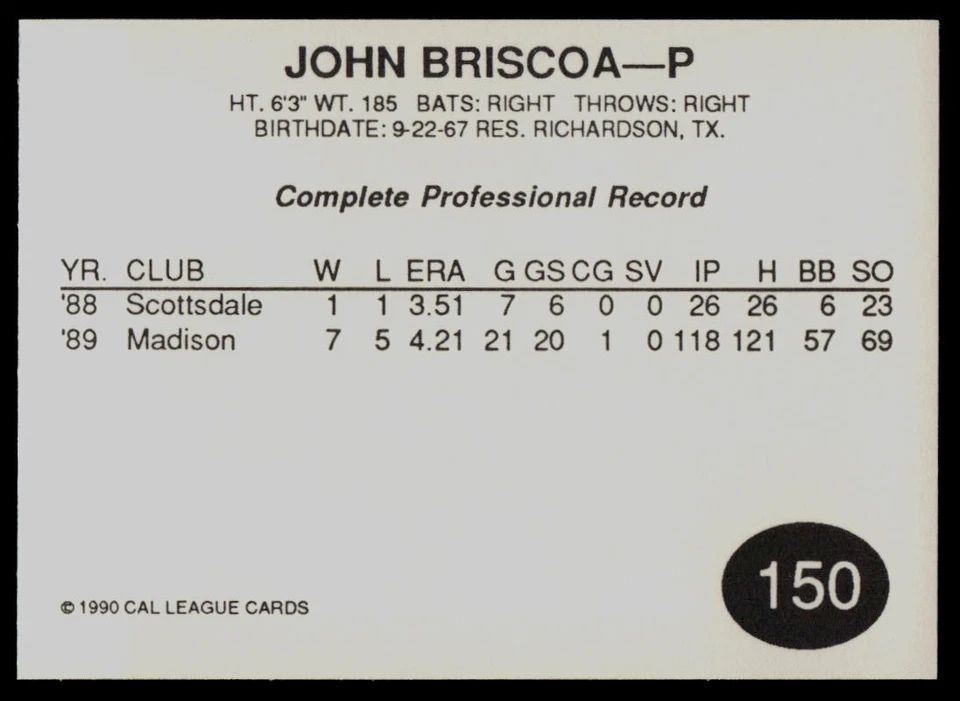 JOHN BRISCOA—P
HT. 6'3" WT. 185 BATS: RIGHT THROWS: RIGHT
BIRTHDATE: 9-22-67 RES. RICHARDSON, TX.
Complete Professional Record
YR. CLUB W L ERA G GS CG SV IP H BB SO
'88 Scottsdale 1 1 3.51 7 6 0 0 26 26 6 23
'89 Madison 7 5 4.21 21 20 1 0 118 121 57 69
150
© 1990 CAL LEAGUE CARDS